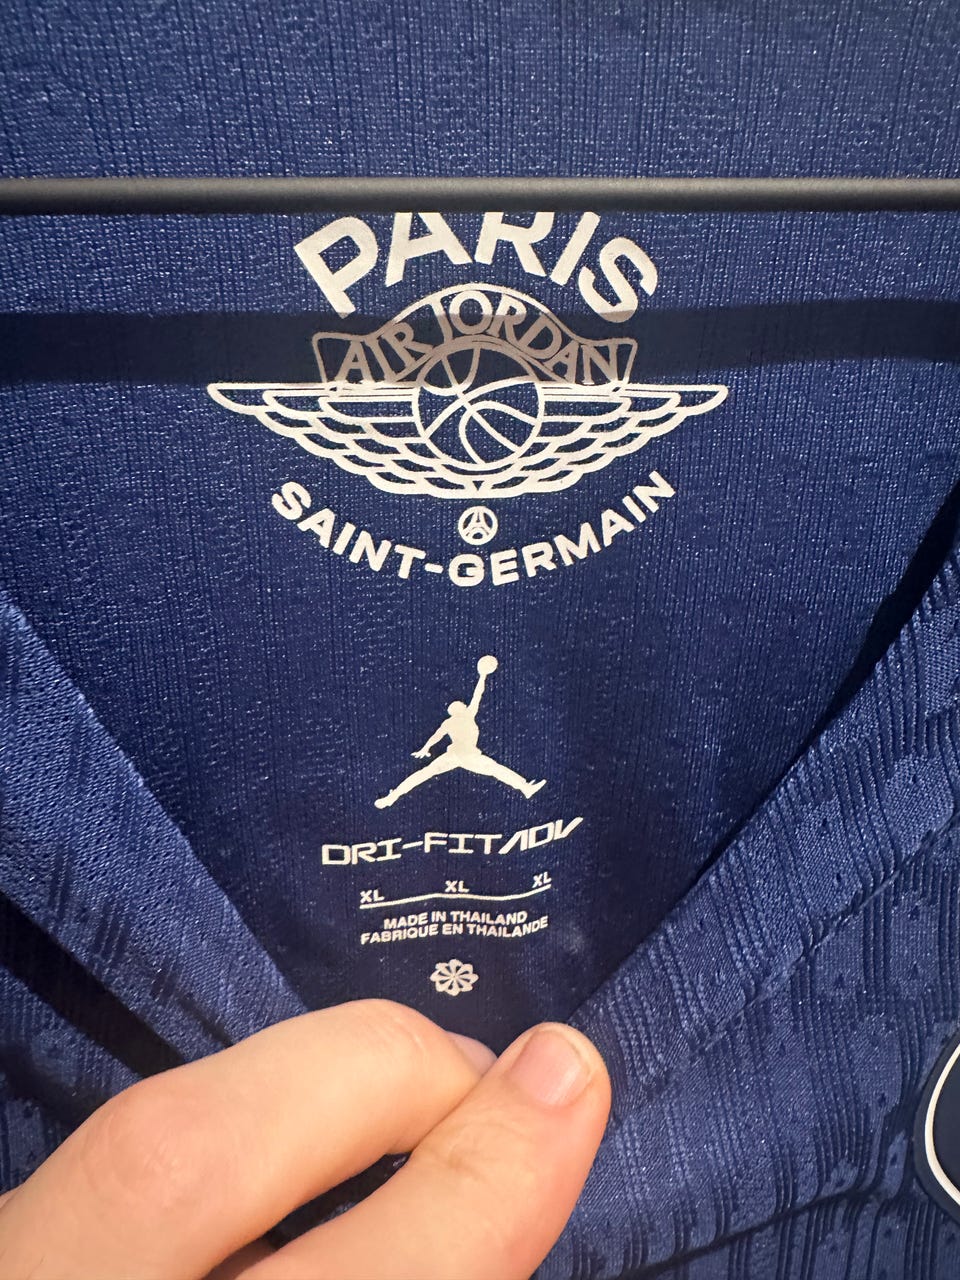 PARIS
AIR JORDAN
SAINT-GERMAIN
DRI-FIT ADV
XL XL XL
MADE IN THAILAND
FABRIQUE EN THAILANDE